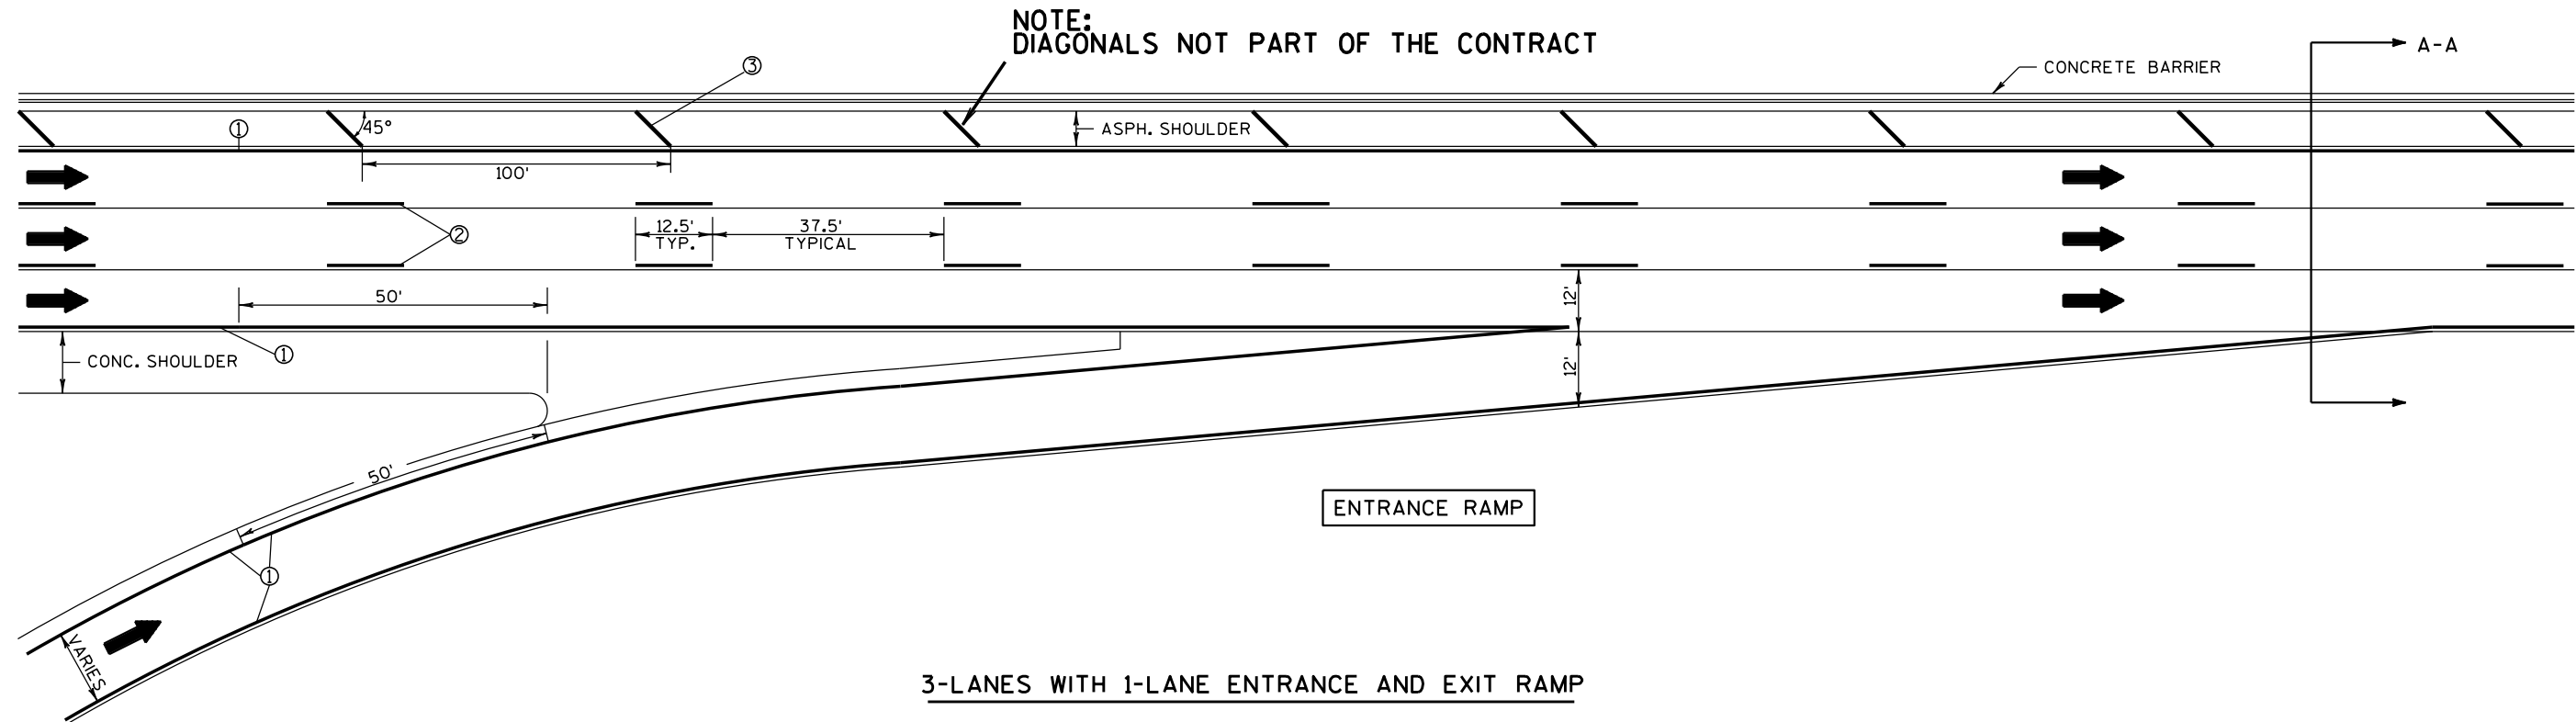 NOTE:
DIAGONALS NOT PART OF THE CONTRACT
A-A
CONCRETE BARRIER
3
1
45°
ASPH. SHOULDER
100'
2
12.5'
TYP.
37.5'
TYPICAL
50'
12'
1
CONC. SHOULDER
12'
50'
ENTRANCE RAMP
1
VARIES
3-LANES WITH 1-LANE ENTRANCE AND EXIT RAMP